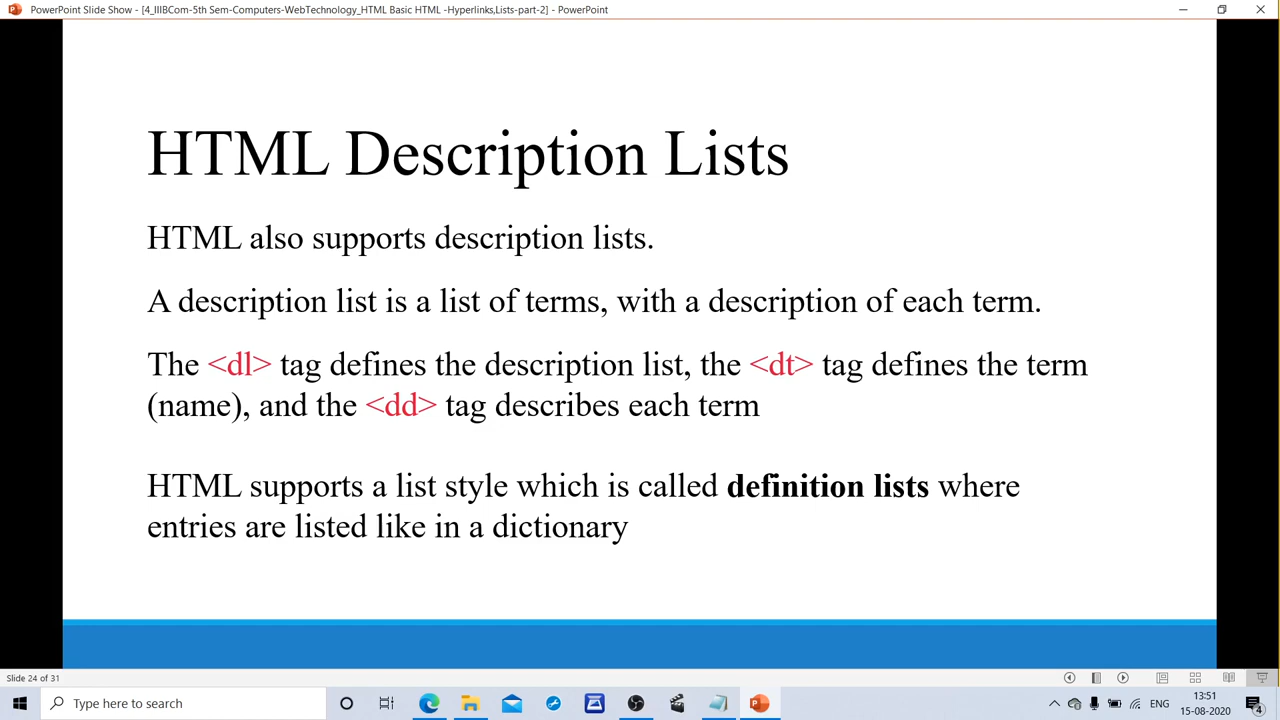 PowerPoint Slide Show - [4_IIIBCom-5th Sem-Computers-WebTechnology_HTML Basic HTML -Hyperlinks,Lists-part-2] - PowerPoint
HTML Description Lists
HTML also supports description lists.
A description list is a list of terms, with a description of each term.
The <dl> tag defines the description list, the <dt> tag defines the term
(name), and the <dd> tag describes each term
HTML supports a list style which is called definition lists where
entries are listed like in a dictionary
Slide 24 of 31
Type here to search
ENG
13:51
15-08-2020
4